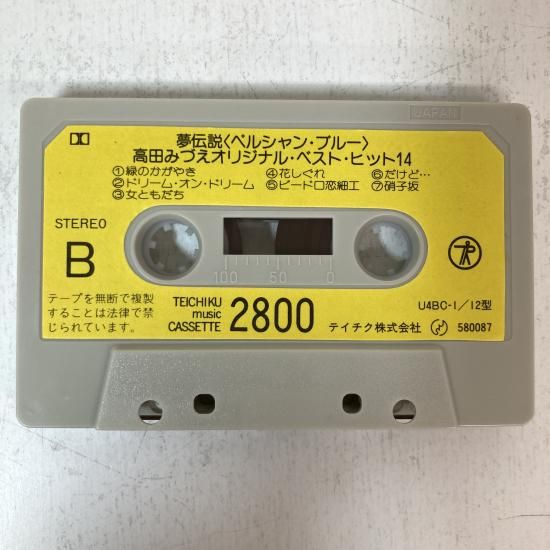 JAPAN
夢伝説〈ペルシャン・ブルー〉
高田みづえオリジナル・ベスト・ヒット14
①緑のかがやき ④花しぐれ ⑥だけど…
②ドリーム・オン・ドリーム ⑤ビードロ恋細工 ⑦硝子坂
③女ともだち
STEREO
B
100 50 0
テープを無断で複製
することは法律で禁
じられています。
TEICHIKU
music
CASSETTE
2800
U4BC-1/12型
テイチク株式会社 580087